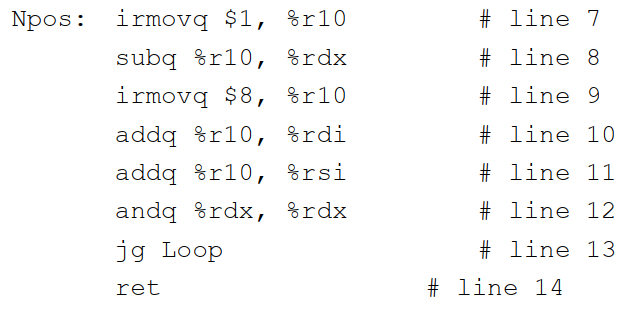 Npos: irmovq $1, %r10 # line 7
subq %r10, %rdx # line 8
irmovq $8, %r10 # line 9
addq %r10, %rdi # line 10
addq %r10, %rsi # line 11
andq %rdx, %rdx # line 12
jg Loop # line 13
ret # line 14